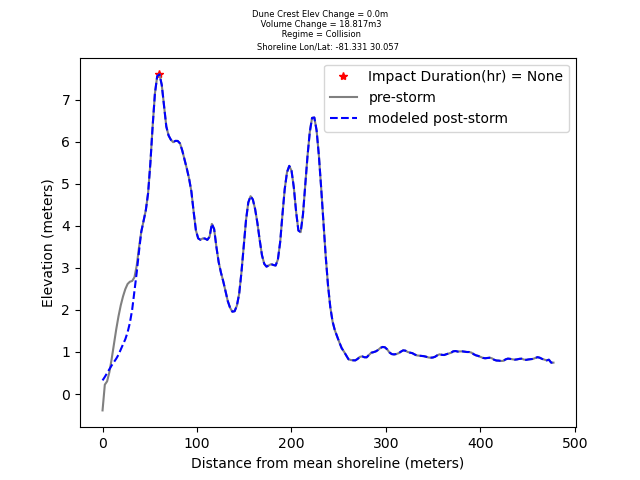 Dune Crest Elev Change = 0.0m
Volume Change = 18.817m3
Regime = Collision
Shoreline Lon/Lat: -81.331 30.057
Impact Duration(hr) = None
pre-storm
modeled post-storm
7
6
5
4
3
2
1
0
Elevation (meters)
0 100 200 300 400 500
Distance from mean shoreline (meters)